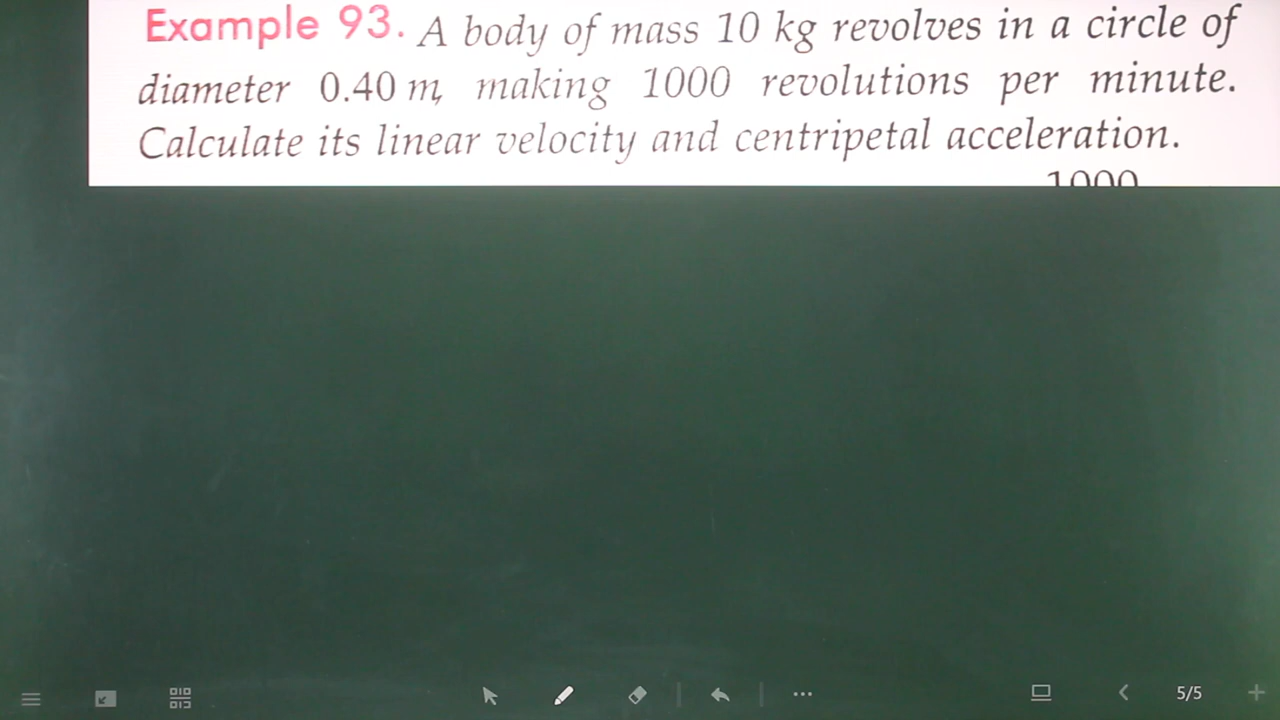 Example 93. A body of mass 10 kg revolves in a circle of
diameter 0.40 m, making 1000 revolutions per minute.
Calculate its linear velocity and centripetal acceleration.
1000
5/5